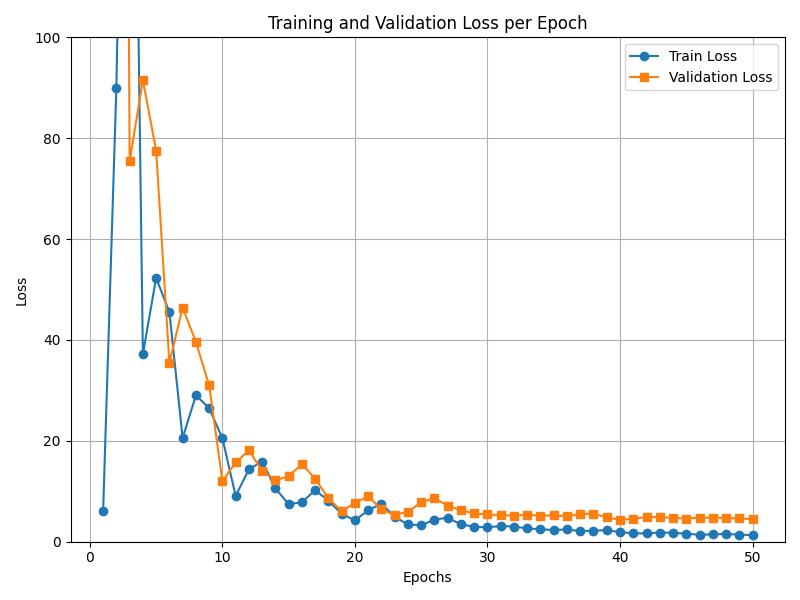 Training and Validation Loss per Epoch
100
Train Loss
Validation Loss
80
60
Loss
40
20
0
0 10 20 30 40 50
Epochs